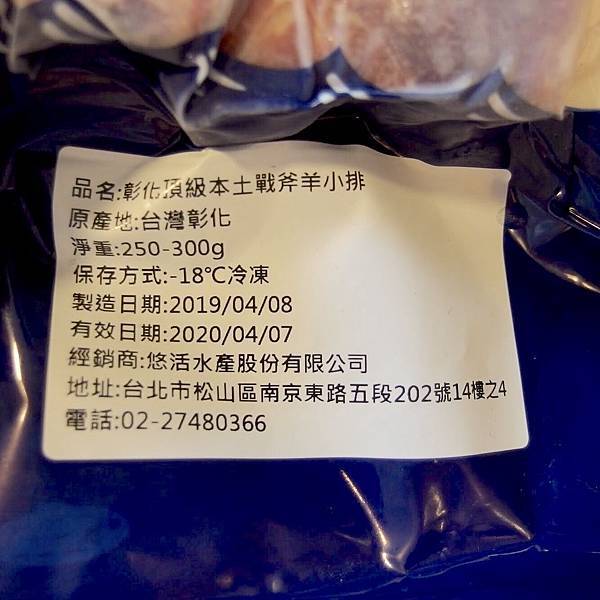 品名:彰化頂級本土戰斧羊小排
原產地:台灣彰化
淨重:250-300g
保存方式:-18℃冷凍
製造日期:2019/04/08
有效日期:2020/04/07
經銷商:悠活水產股份有限公司
地址:台北市松山區南京東路五段202號14樓之4
電話:02-27480366